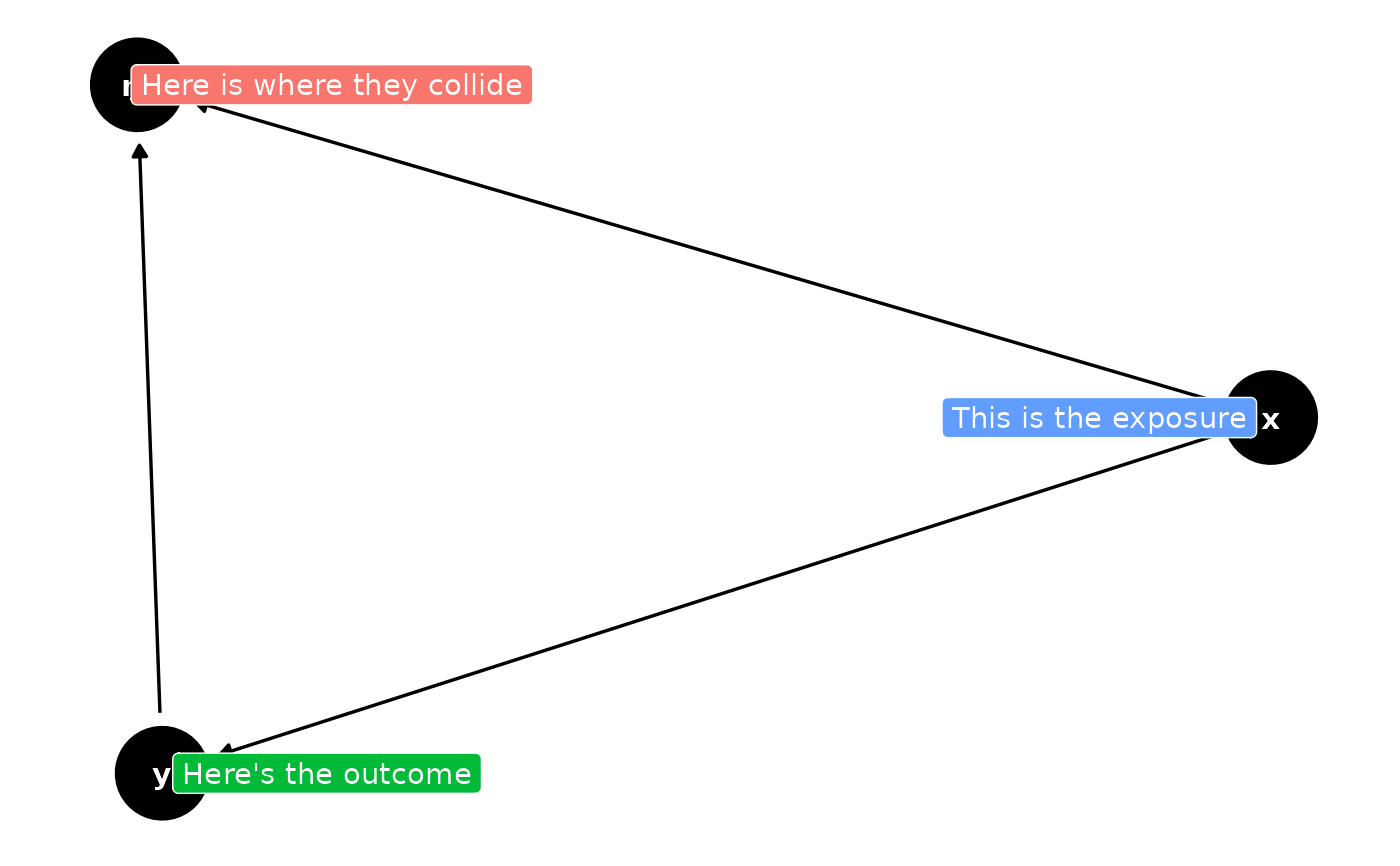 Here is where they collide
This is the exposure x
y Here's the outcome